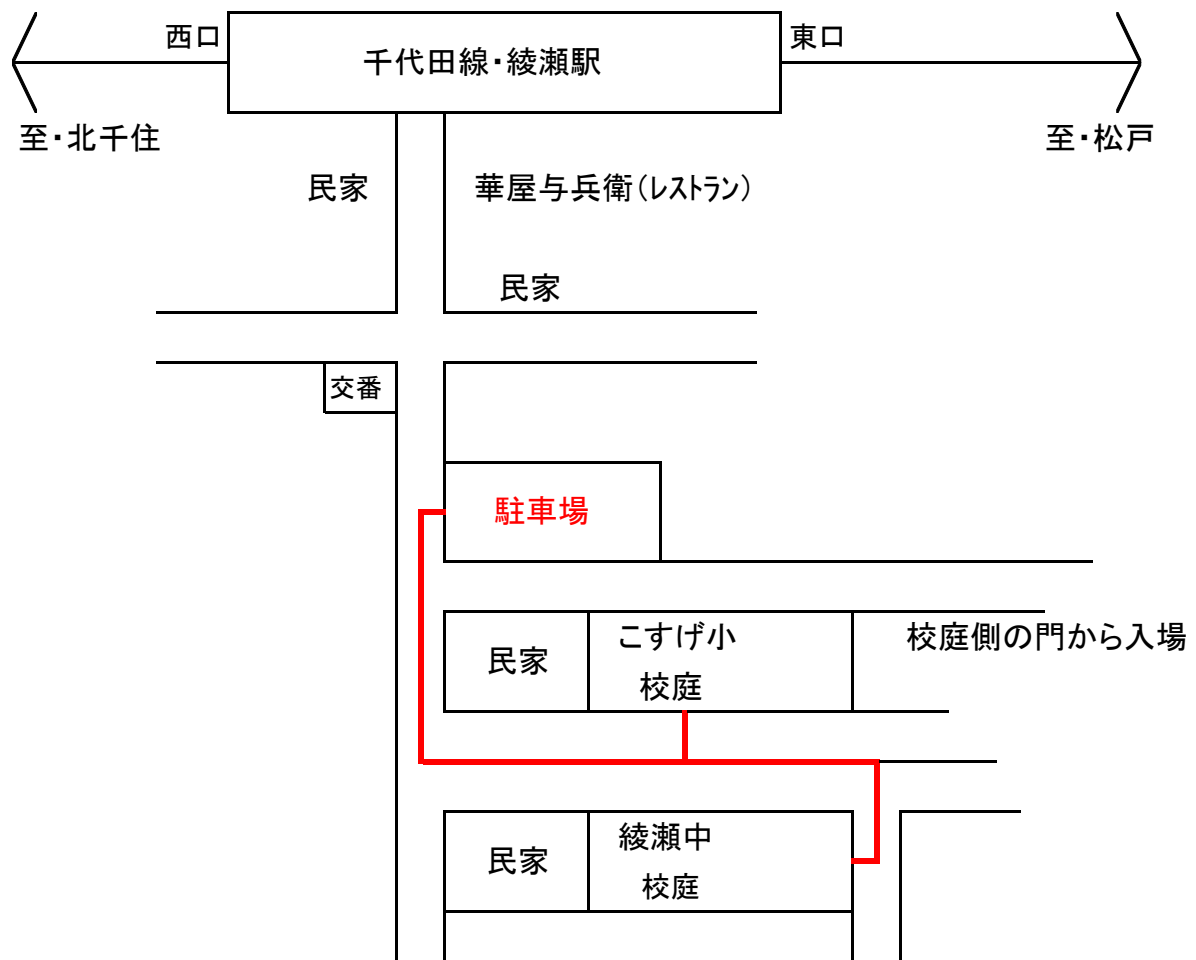 西口
東口
千代田線・綾瀬駅
至・北千住
至・松戸
民家
華屋与兵衛(レストラン)
民家
交番
駐車場
民家
こすげ小
校庭
校庭側の門から入場
民家
綾瀬中
校庭